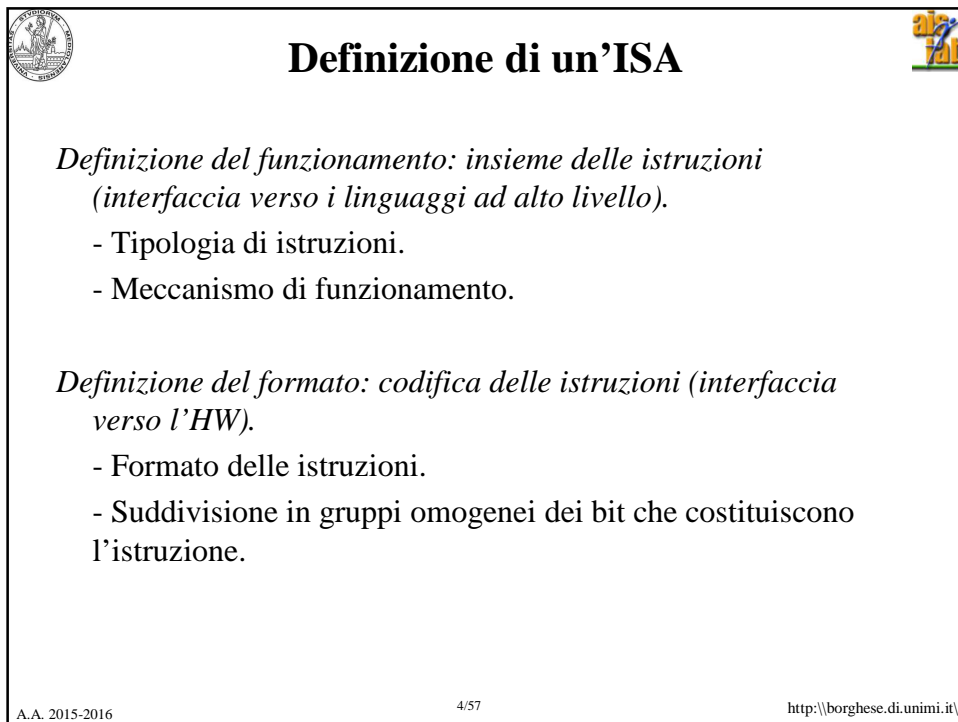 Definizione di un’ISA
Definizione del funzionamento: insieme delle istruzioni
(interfaccia verso i linguaggi ad alto livello).
- Tipologia di istruzioni.
- Meccanismo di funzionamento.
Definizione del formato: codifica delle istruzioni (interfaccia
verso l’HW).
- Formato delle istruzioni.
- Suddivisione in gruppi omogenei dei bit che costituiscono
l’istruzione.
A.A. 2015-2016
4/57
http:\\borghese.di.unimi.it\